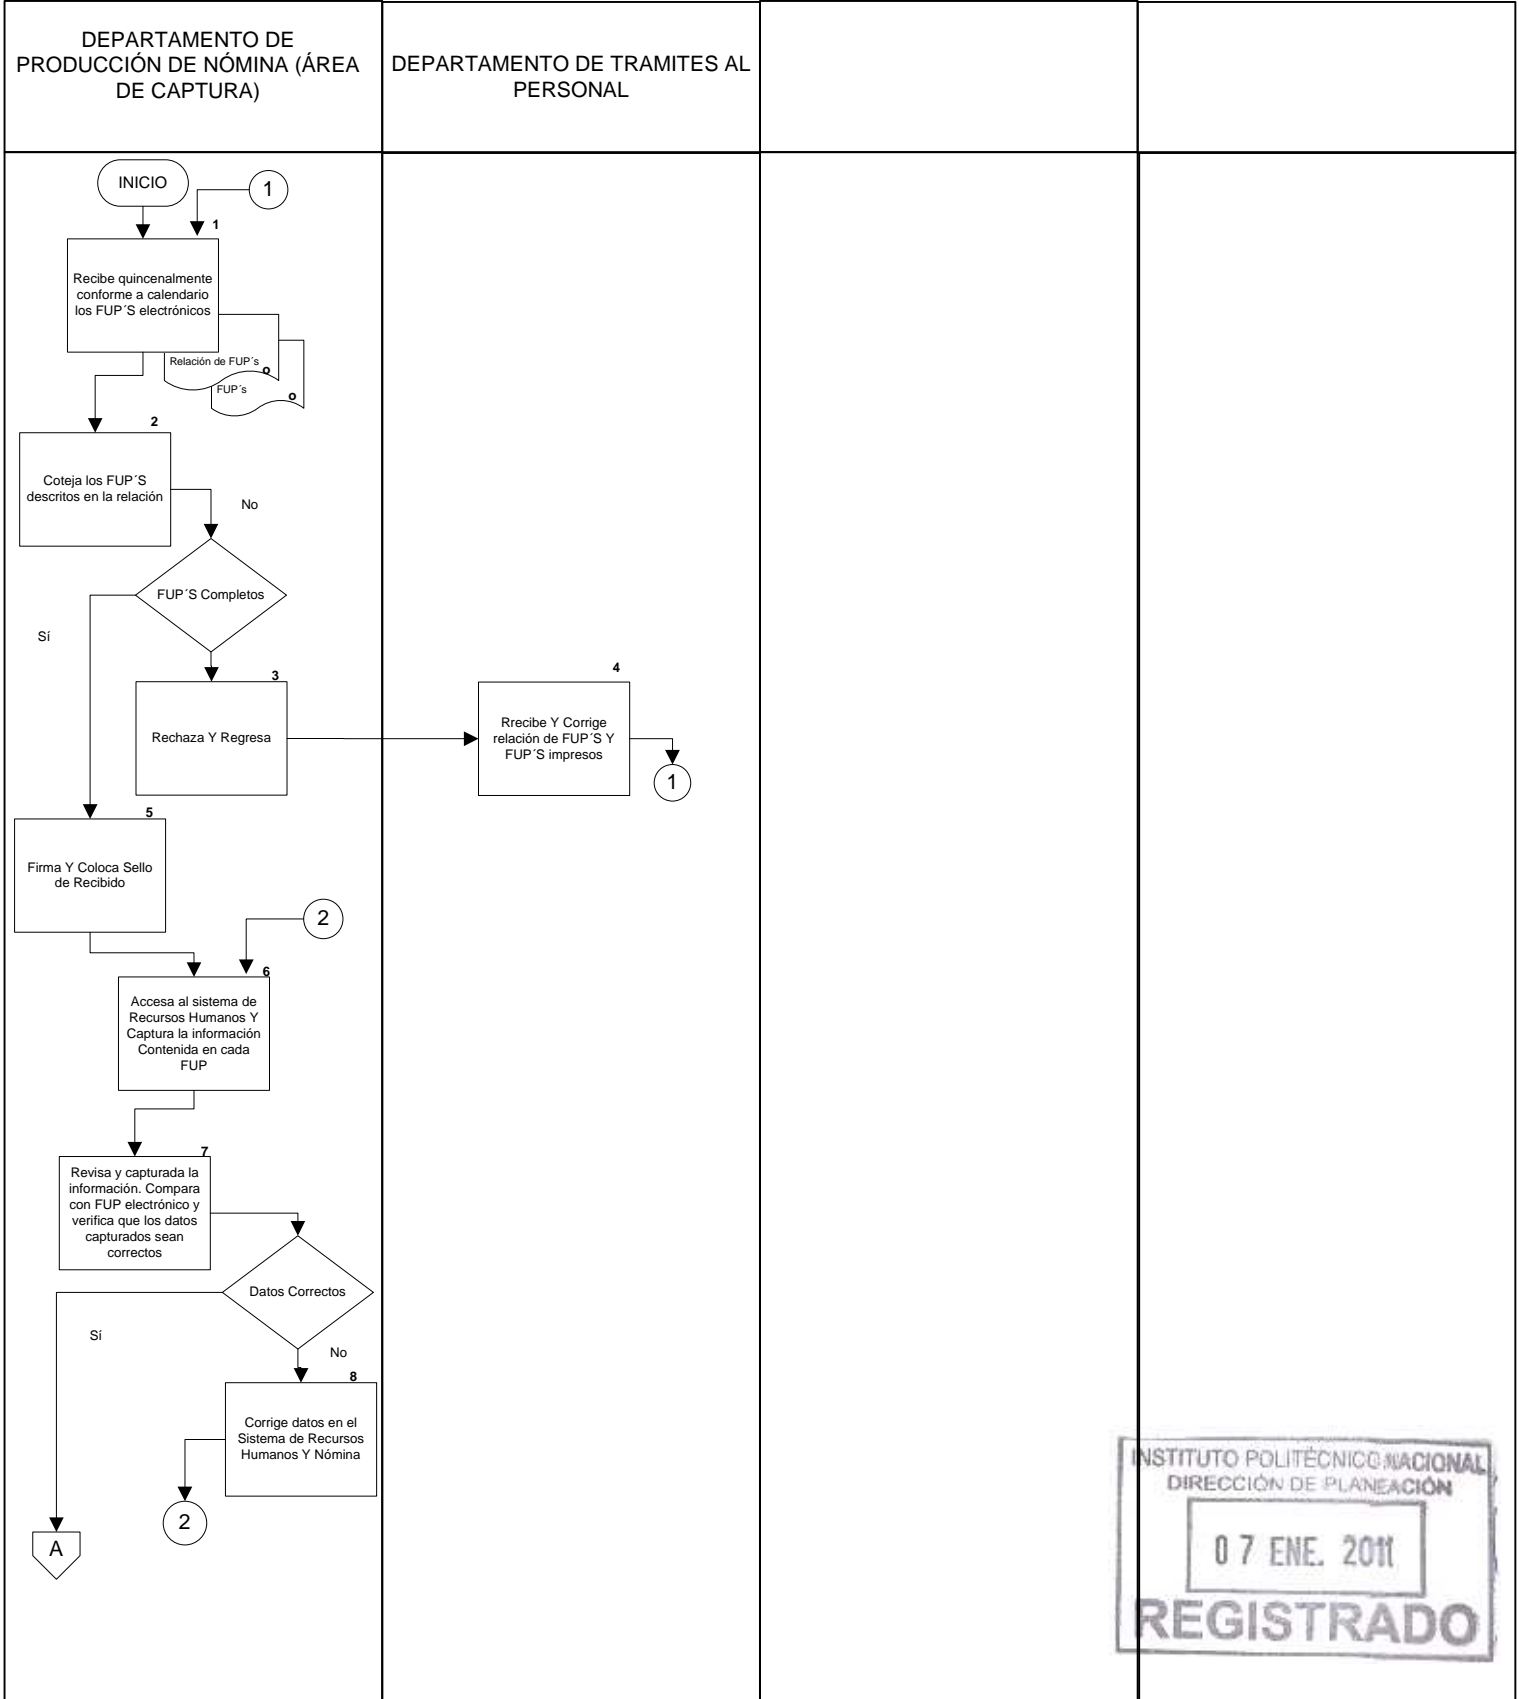 DEPARTAMENTO DE
PRODUCCIÓN DE NÓMINA (ÁREA
DE CAPTURA)
DEPARTAMENTO DE TRAMITES AL
PERSONAL
INICIO
1
1
Recibe quincenalmente
conforme a calendario
los FUP´S electrónicos
Relación de FUP´s
o
FUP´s
o
2
Coteja los FUP´S
descritos en la relación
No
FUP´S Completos
Sí
3
Rechaza Y Regresa
4
Rrecibe Y Corrige
relación de FUP´S Y
FUP´S impresos
1
5
Firma Y Coloca Sello
de Recibido
2
6
Accesa al sistema de
Recursos Humanos Y
Captura la información
Contenida en cada
FUP
7
Revisa y capturada la
información. Compara
con FUP electrónico y
verifica que los datos
capturados sean
correctos
Datos Correctos
Sí
No
8
Corrige datos en el
Sistema de Recursos
Humanos Y Nómina
2
A
INSTITUTO POLITÉCNICO NACIONAL
DIRECCIÓN DE PLANEACIÓN
0 7 ENE. 2011
REGISTRADO